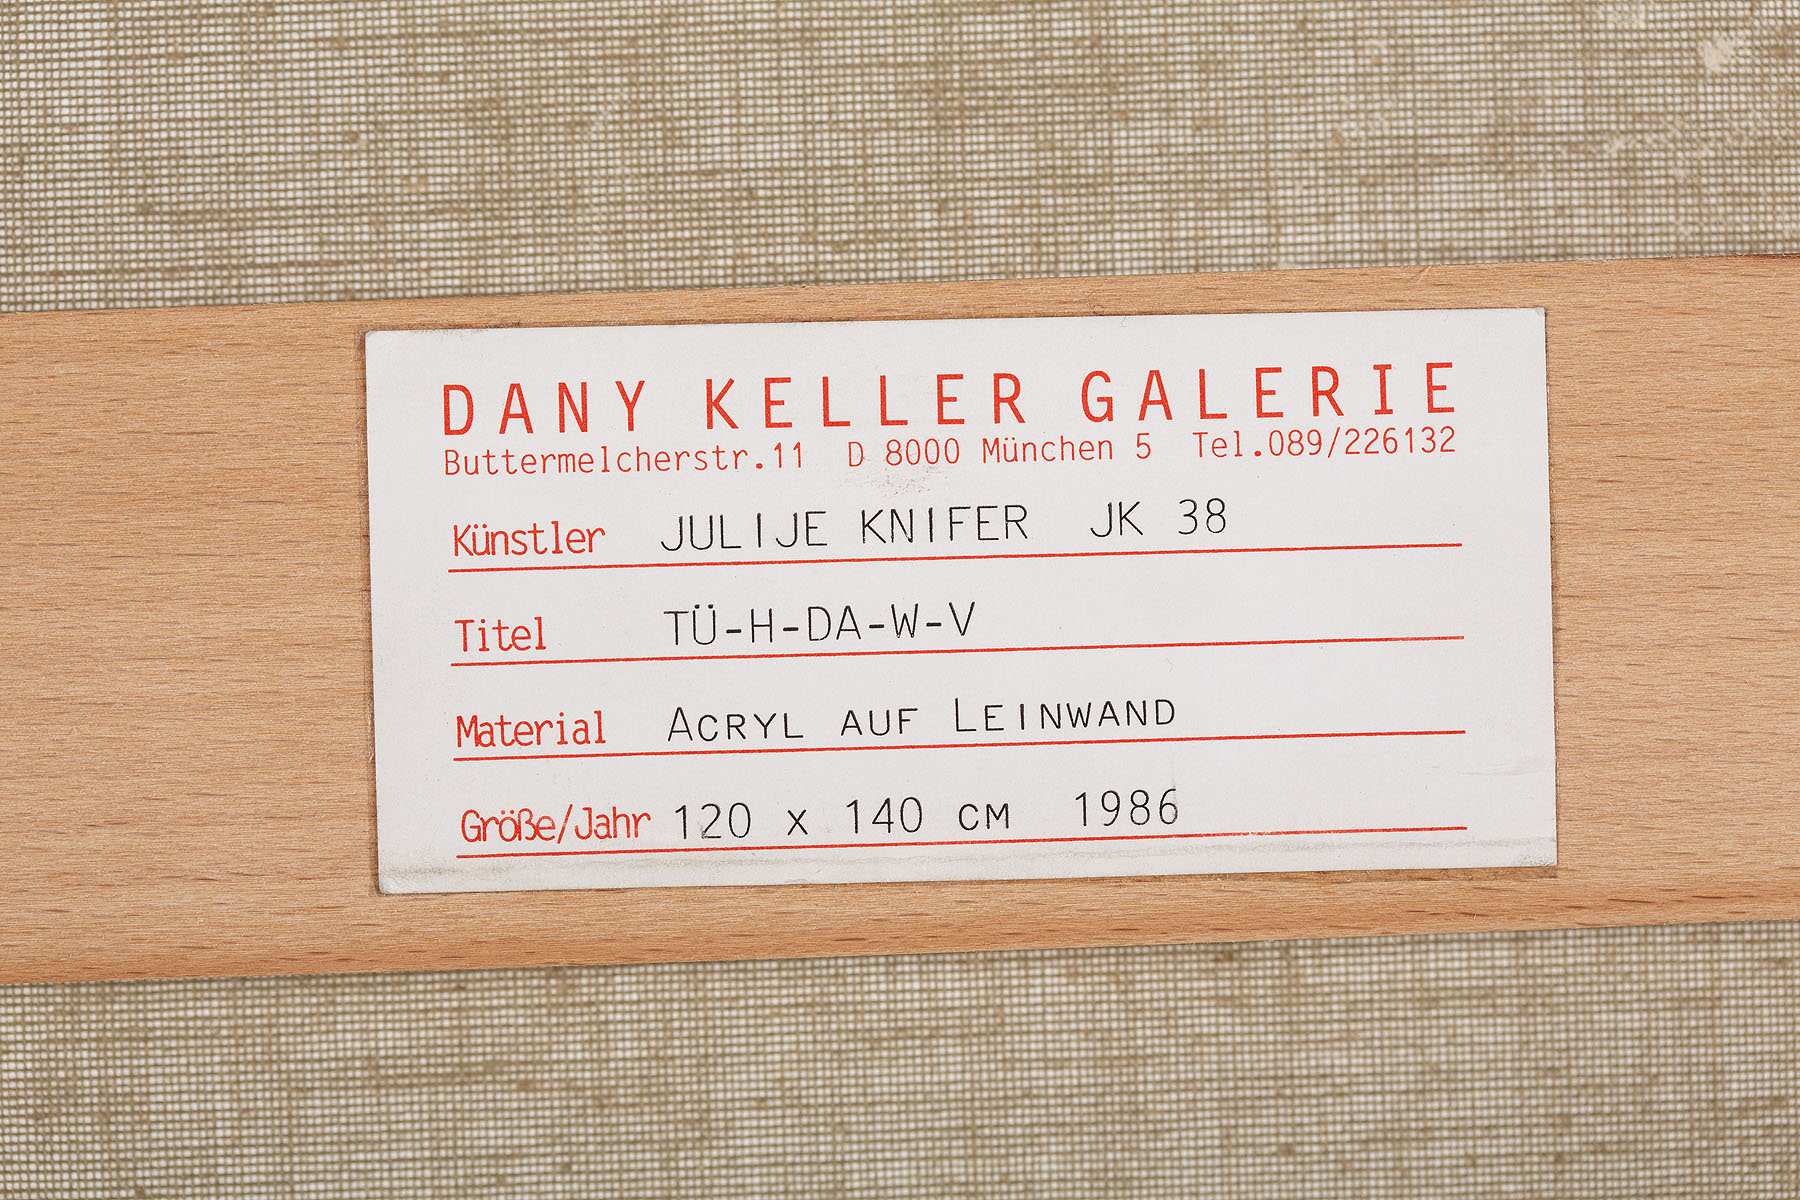 DANY KELLER GALERIE
Buttermelcherstr.11 D 8000 München 5 Tel.089/226132
Künstler JULIJE KNIFER JK 38
Titel TÜ-H-DA-W-V
Material ACRYL AUF LEINWAND
Größe/Jahr 120 x 140 CM 1986